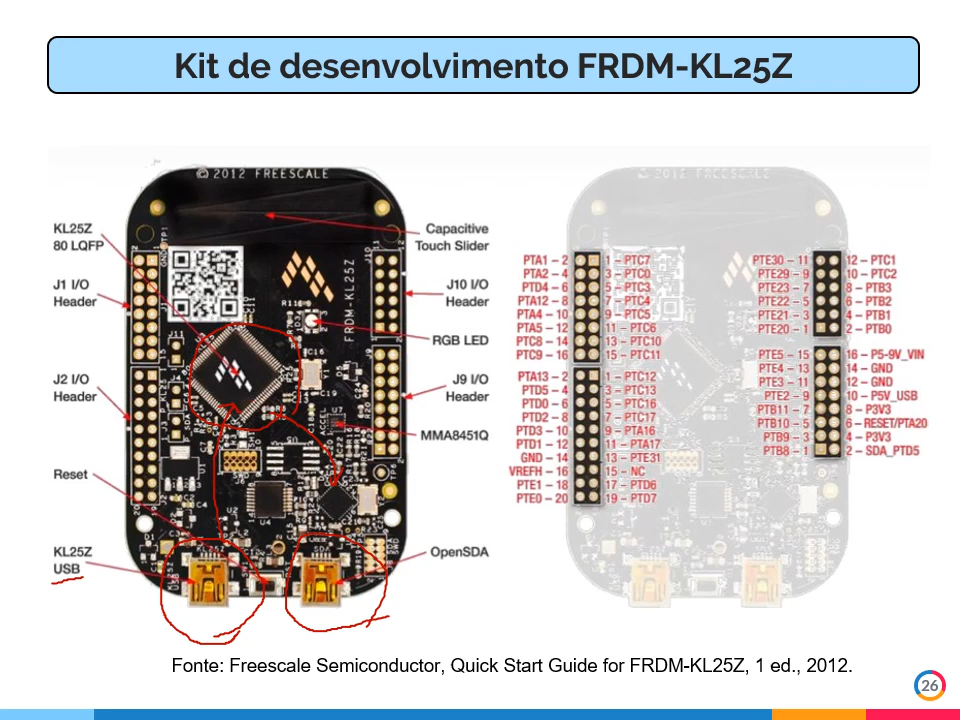 Kit de desenvolvimento FRDM-KL25Z
© 2012 FREESCALE
KL25Z
80 LQFP
J1 I/O
Header
J2 I/O
Header
Reset
KL25Z
USB
Capacitive
Touch Slider
J10 I/O
Header
RGB LED
J9 I/O
Header
MMA8451Q
OpenSDA
FRDM-KL25Z
KL25Z
SDA
© 2012 FREESCALE
PTA1 – 2 1 – PTC7
PTA2 – 4 3 – PTC0
PTD4 – 6 5 – PTC3
PTA12 – 8 7 – PTC4
PTA4 – 10 9 – PTC5
PTA5 – 12 11 – PTC6
PTC8 – 14 13 – PTC10
PTC9 – 16 15 – PTC11
PTA13 – 2 1 – PTC12
PTD5 – 4 3 – PTC13
PTD0 – 6 5 – PTC16
PTD2 – 8 7 – PTC17
PTD3 – 10 9 – PTA16
PTD1 – 12 11 – PTA17
GND – 14 13 – PTE31
VREFH – 16 15 – NC
PTE1 – 18 17 – PTD6
PTE0 – 20 19 – PTD7
PTE30 – 11 12 – PTC1
PTE29 – 9 10 – PTC2
PTE23 – 7 8 – PTB3
PTE22 – 5 6 – PTB2
PTE21 – 3 4 – PTB1
PTE20 – 1 2 – PTB0
PTE5 – 15 16 – P5-9V_VIN
PTE4 – 13 14 – GND
PTE3 – 11 12 – GND
PTE2 – 9 10 – P5V_USB
PTB11 – 7 8 – P3V3
PTB10 – 5 6 – RESET/PTA20
PTB9 – 3 4 – P3V3
PTB8 – 1 2 – SDA_PTD5
Fonte: Freescale Semiconductor, Quick Start Guide for FRDM-KL25Z, 1 ed., 2012.
26